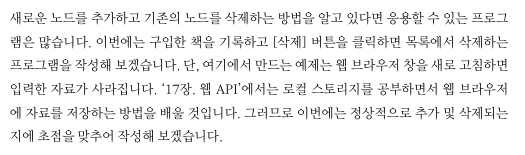 새로운 노드를 추가하고 기존의 노드를 삭제하는 방법을 알고 있다면 응용할 수 있는 프로그
램은 많습니다. 이번에는 구입한 책을 기록하고 [삭제] 버튼을 클릭하면 목록에서 삭제하는
프로그램을 작성해 보겠습니다. 단, 여기에서 만드는 예제는 웹 브라우저 창을 새로 고침하면
입력한 자료가 사라집니다. ‘17장. 웹 API’에서는 로컬 스토리지를 공부하면서 웹 브라우저
에 자료를 저장하는 방법을 배울 것입니다. 그러므로 이번에는 정상적으로 추가 및 삭제되는
지에 초점을 맞추어 작성해 보겠습니다.